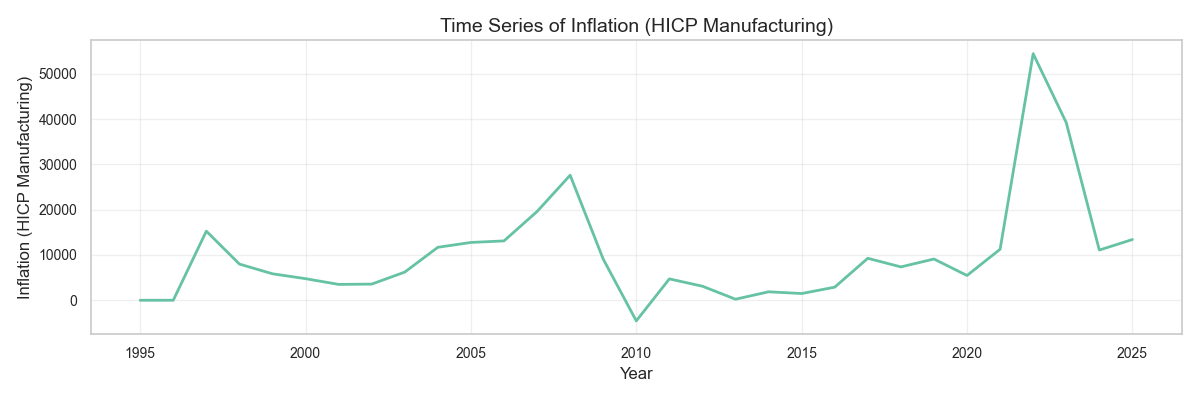 Time Series of Inflation (HICP Manufacturing)
Inflation (HICP Manufacturing)
50000
40000
30000
20000
10000
0
1995 2000 2005 2010 2015 2020 2025
Year